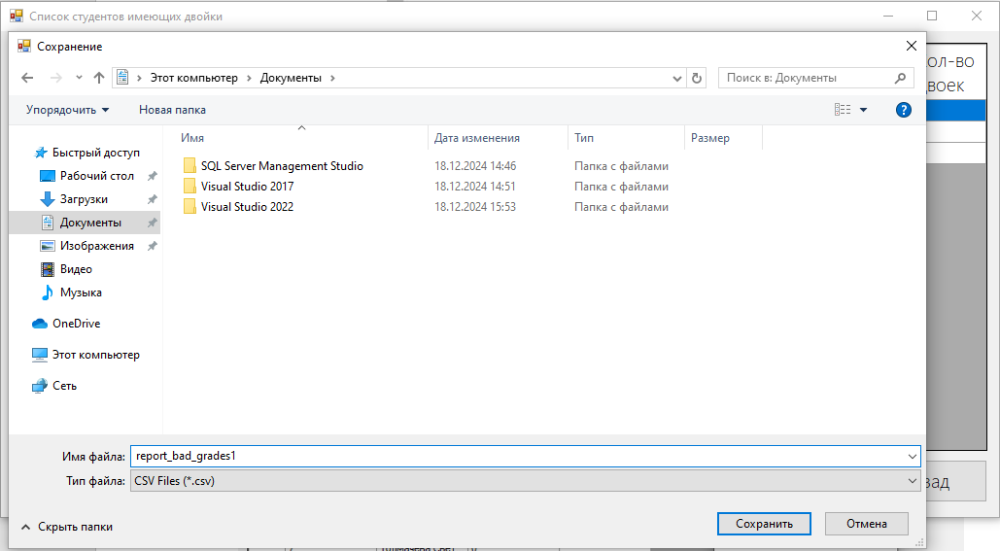 Список студентов имеющих двойки
Сохранение
Этот компьютер
Документы
Поиск в: Документы
Упорядочить
Новая папка
Имя
Дата изменения
Тип
Размер
SQL Server Management Studio 18.12.2024 14:46 Папка с файлами
Visual Studio 2017 18.12.2024 14:51 Папка с файлами
Visual Studio 2022 18.12.2024 15:53 Папка с файлами
Быстрый доступ
Рабочий стол
Загрузки
Документы
Изображения
Видео
Музыка
OneDrive
Этот компьютер
Сеть
ол-во
воек
Имя файла: report_bad_grades1
Тип файла: CSV Files (*.csv)
Скрыть папки
Сохранить
Отмена
зад